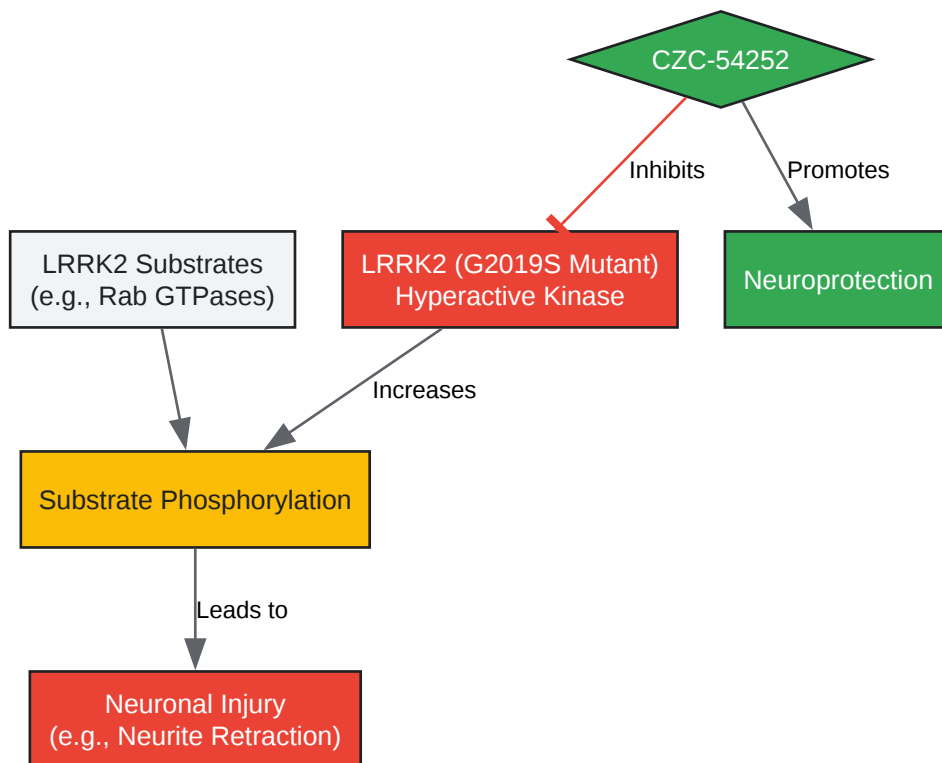 CZC-54252
Inhibits
Promotes
LRRK2 Substrates
(e.g., Rab GTPases)
LRRK2 (G2019S Mutant)
Hyperactive Kinase
Neuroprotection
Increases
Substrate Phosphorylation
Leads to
Neuronal Injury
(e.g., Neurite Retraction)